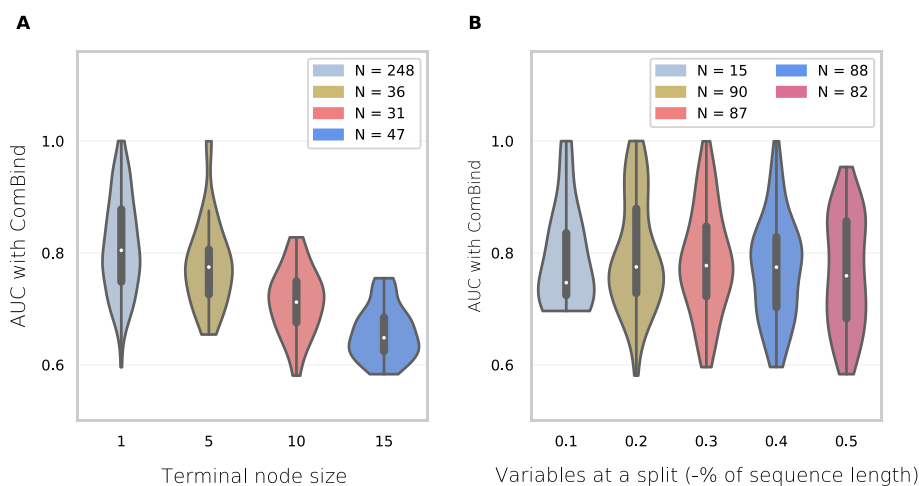 A
N = 248
N = 36
N = 31
N = 47
1.0
0.8
0.6
AUC with ComBind
1 5 10 15
Terminal node size
B
N = 15 N = 88
N = 90 N = 82
N = 87
1.0
0.8
0.6
AUC with ComBind
0.1 0.2 0.3 0.4 0.5
Variables at a split (-% of sequence length)